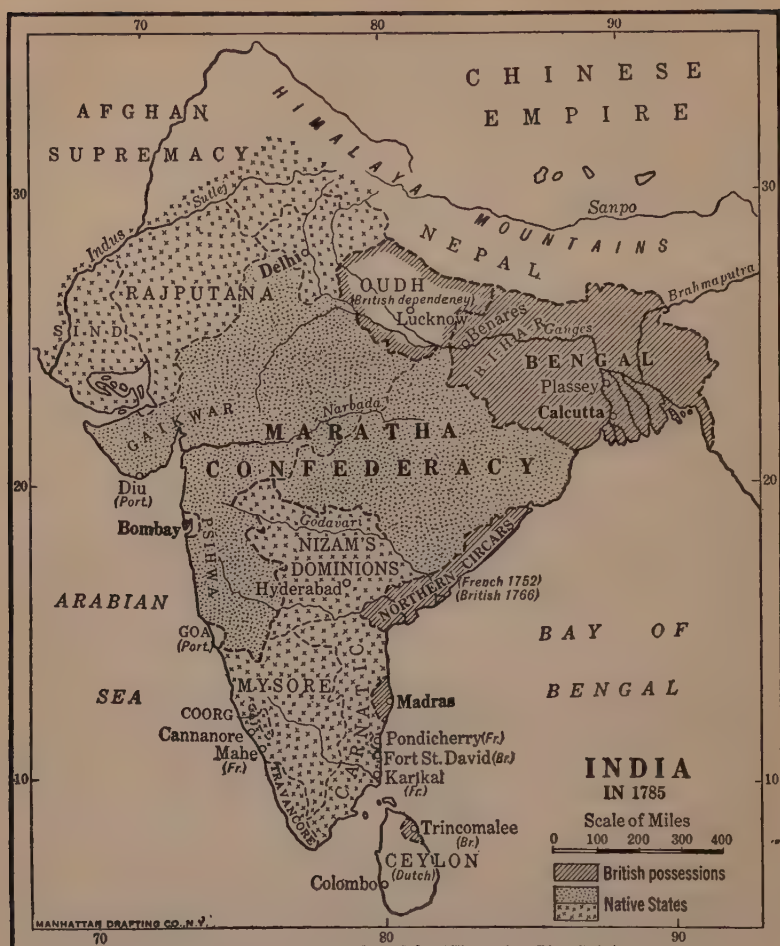 70 80 90
CHINESE
EMPIRE
AFGHAN
SUPREMACY
HIMALAYA MOUNTAINS
30 30
Indus
Sutlej
Sanpo
NEPAL
Delhi
OUDH
(British dependency)
Lucknow
Brahmaputra
RAJPUTANA
SIND
Benares
Ganges
BIHAR
BENGAL
Plassey
Calcutta
GAIKWAR
Narbada
MARATHA
CONFEDERACY
20 20
Diu
(Port.)
Bombay
PSIHWA
Godavari
NIZAM'S
DOMINIONS
Hyderabad
NORTHERN CIRCARS
(French 1752)
(British 1766)
ARABIAN
SEA
GOA
(Port.)
BAY OF
BENGAL
MYSORE
CARNATIC
Madras
COORG
Cannanore
Mahe
(Fr.)
Pondicherry (Fr.)
Fort St. David (Br.)
Karikal
(Fr.)
10 10
TRAVANCORE
Trincomalee
(Br.)
CEYLON
(Dutch)
Colombo
INDIA
IN 1785
Scale of Miles
0 100 200 300 400
British possessions
Native States
MANHATTAN DRAFTING CO., N.Y.
70 80 90